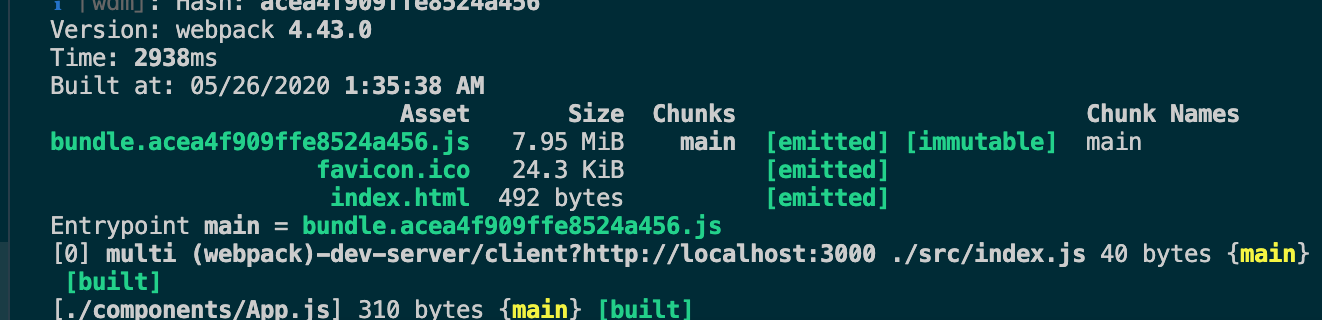 ℹ ｢wdm｣: Hash: acea4f909ffe8524a456
Version: webpack 4.43.0
Time: 2938ms
Built at: 05/26/2020 1:35:38 AM
Asset Size Chunks Chunk Names
bundle.acea4f909ffe8524a456.js 7.95 MiB main [emitted] [immutable] main
favicon.ico 24.3 KiB [emitted]
index.html 492 bytes [emitted]
Entrypoint main = bundle.acea4f909ffe8524a456.js
[0] multi (webpack)-dev-server/client?http://localhost:3000 ./src/index.js 40 bytes {main}
[built]
[./components/App.js] 310 bytes {main} [built]